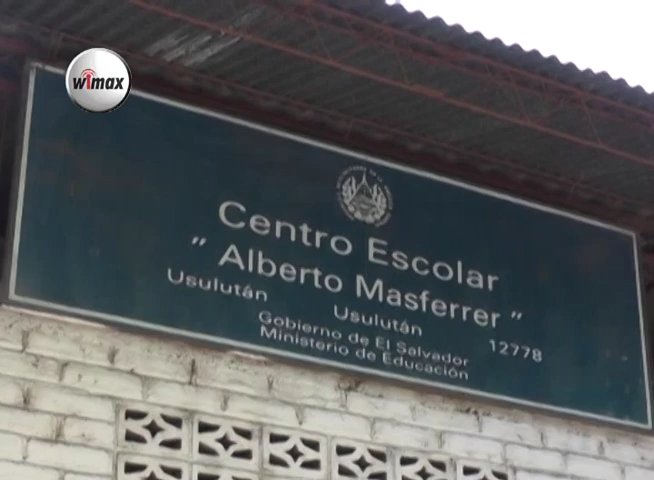 wimax
Centro Escolar
" Alberto Masferrer "
Usulután Usulután 12778
Gobierno de El Salvador
Ministerio de Educación